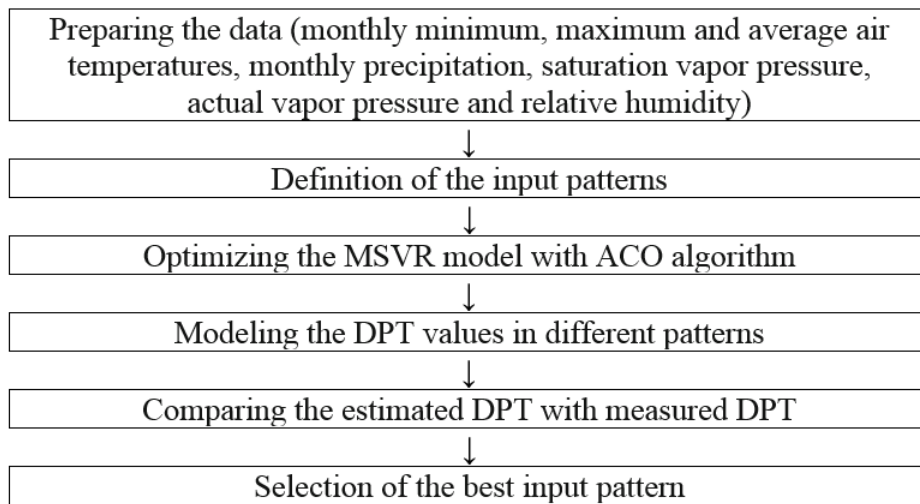 Preparing the data (monthly minimum, maximum and average air
temperatures, monthly precipitation, saturation vapor pressure,
actual vapor pressure and relative humidity)
↓
Definition of the input patterns
↓
Optimizing the MSVR model with ACO algorithm
↓
Modeling the DPT values in different patterns
↓
Comparing the estimated DPT with measured DPT
↓
Selection of the best input pattern